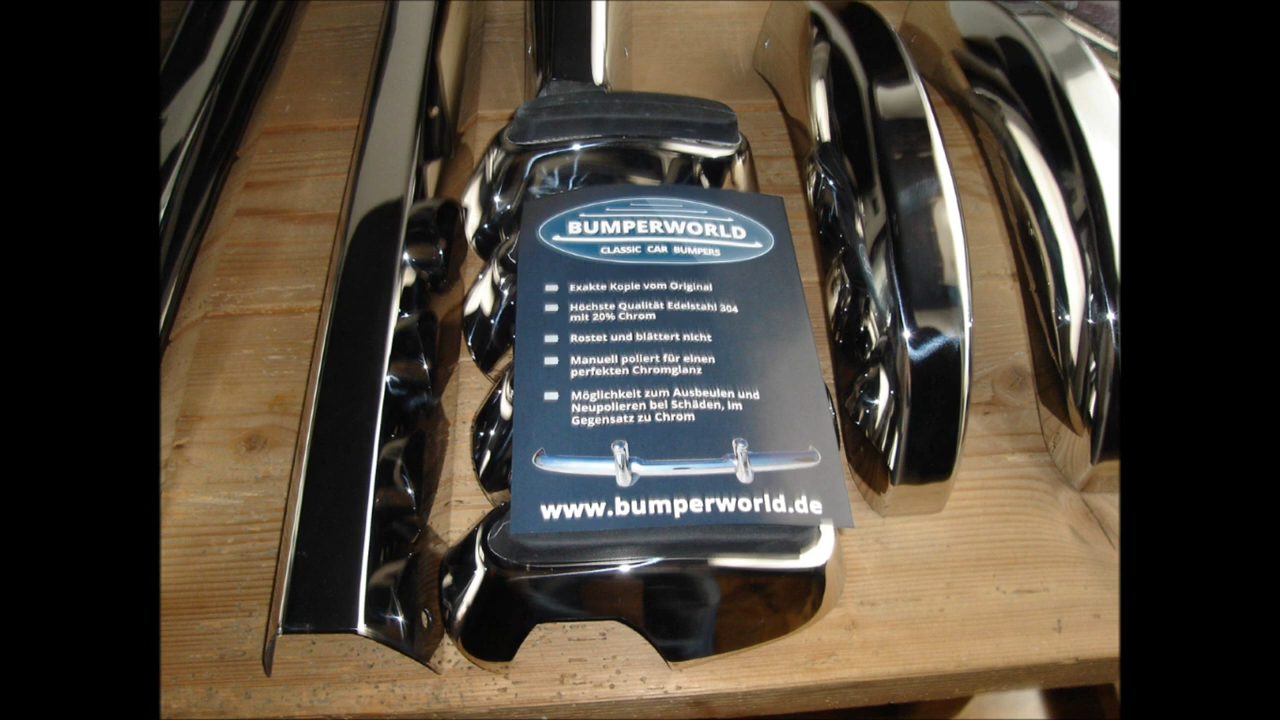 BUMPERWORLD
CLASSIC CAR BUMPERS
Exakte Kopie vom Original
Höchste Qualität Edelstahl 304
mit 20% Chrom
Rostet und blättert nicht
Manuell poliert für einen
perfekten Chromglanz
Möglichkeit zum Ausbeulen und
Neupolieren bei Schäden, im
Gegensatz zu Chrom
www.bumperworld.de